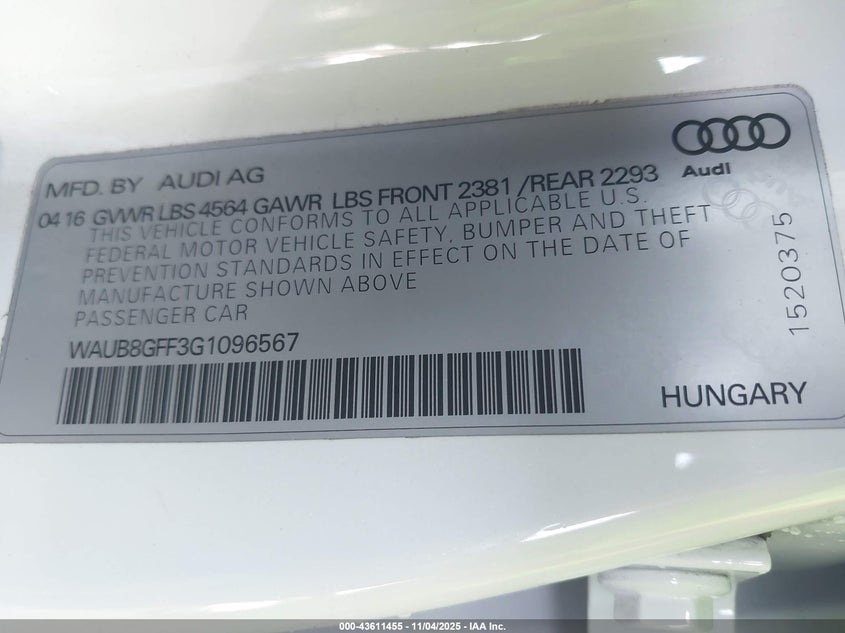 Audi
MFD. BY AUDI AG
04 16 GVWR LBS 4564 GAWR LBS FRONT 2381 /REAR 2293
THIS VEHICLE CONFORMS TO ALL APPLICABLE U.S.
FEDERAL MOTOR VEHICLE SAFETY, BUMPER AND THEFT
PREVENTION STANDARDS IN EFFECT ON THE DATE OF
MANUFACTURE SHOWN ABOVE
PASSENGER CAR
WAUB8GFF3G1096567
1520375
HUNGARY
000-43611455 - 11/04/2025 - IAA Inc.